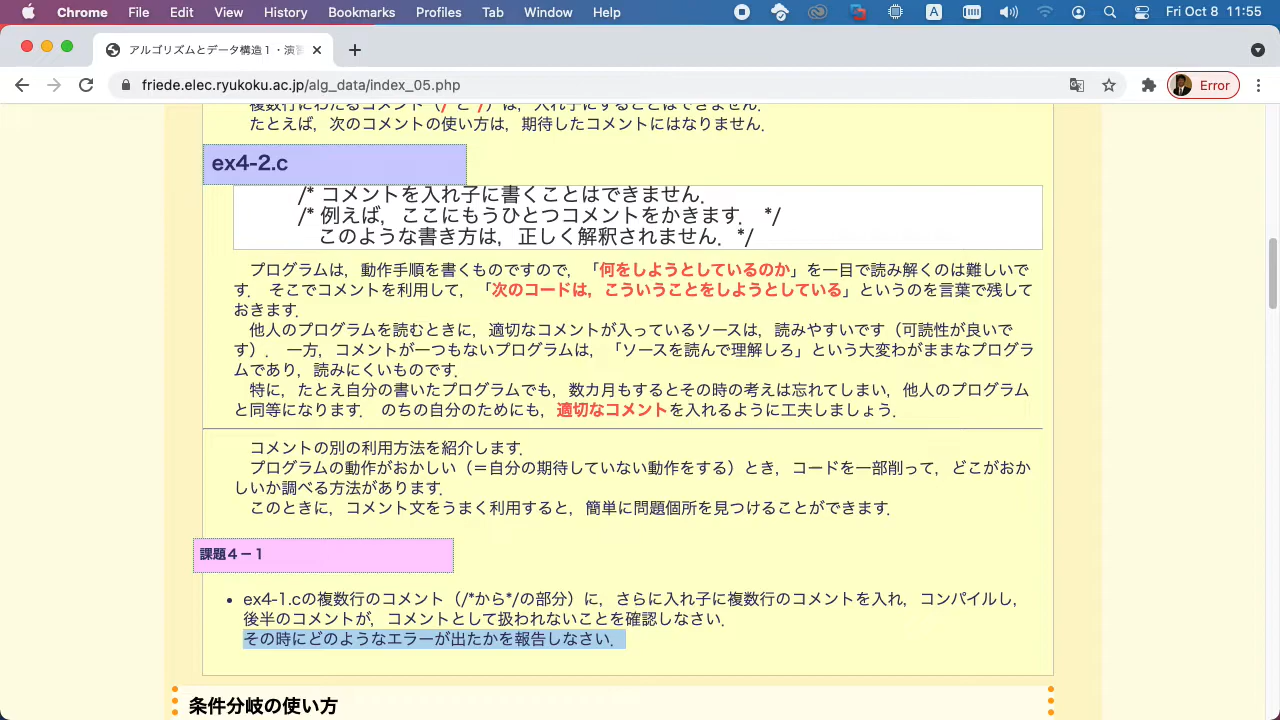 Chrome File Edit View History Bookmarks Profiles Tab Window Help A Fri Oct 8 11:55
アルゴリズムとデータ構造１・演習
friede.elec.ryukoku.ac.jp/alg_data/index_05.php Error
複数行にわたるコメント（/*と*/）は，入れ子にすることはできません．
たとえば，次のコメントの使い方は，期待したコメントにはなりません．
ex4-2.c
/* コメントを入れ子に書くことはできません．
/* 例えば，ここにもうひとつコメントをかきます． */
このような書き方は，正しく解釈されません．*/
プログラムは，動作手順を書くものですので，「何をしようとしているのか」を一目で読み解くのは難しいで
す． そこでコメントを利用して，「次のコードは，こういうことをしようとしている」というのを言葉で残して
おきます．
他人のプログラムを読むときに，適切なコメントが入っているソースは，読みやすいです（可読性が良いで
す）． 一方，コメントが一つもないプログラムは，「ソースを読んで理解しろ」という大変わがままなプログラ
ムであり，読みにくいものです．
特に，たとえ自分の書いたプログラムでも，数カ月もするとその時の考えは忘れてしまい，他人のプログラム
と同等になります． のちの自分のためにも，適切なコメントを入れるように工夫しましょう．
コメントの別の利用方法を紹介します．
プログラムの動作がおかしい（＝自分の期待していない動作をする）とき，コードを一部削って，どこがおか
しいか調べる方法があります．
このときに，コメント文をうまく利用すると，簡単に問題個所を見つけることができます．
課題４－１
• ex4-1.cの複数行のコメント（/*から*/の部分）に，さらに入れ子に複数行のコメントを入れ，コンパイルし，
後半のコメントが，コメントとして扱われないことを確認しなさい．
その時にどのようなエラーが出たかを報告しなさい．
条件分岐の使い方